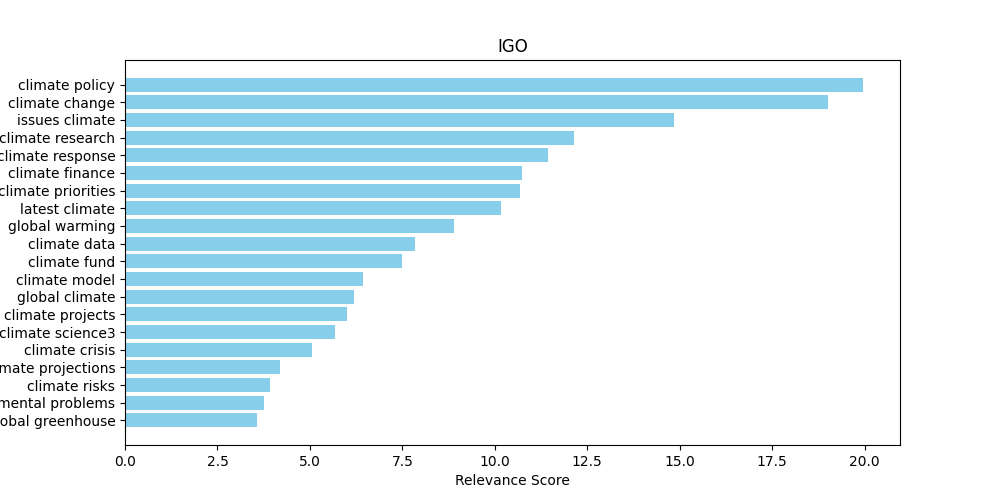 IGO
climate policy
climate change
issues climate
climate research
climate response
climate finance
climate priorities
latest climate
global warming
climate data
climate fund
climate model
global climate
climate projects
climate science3
climate crisis
mate projections
climate risks
mental problems
obal greenhouse
0.0 2.5 5.0 7.5 10.0 12.5 15.0 17.5 20.0
Relevance Score